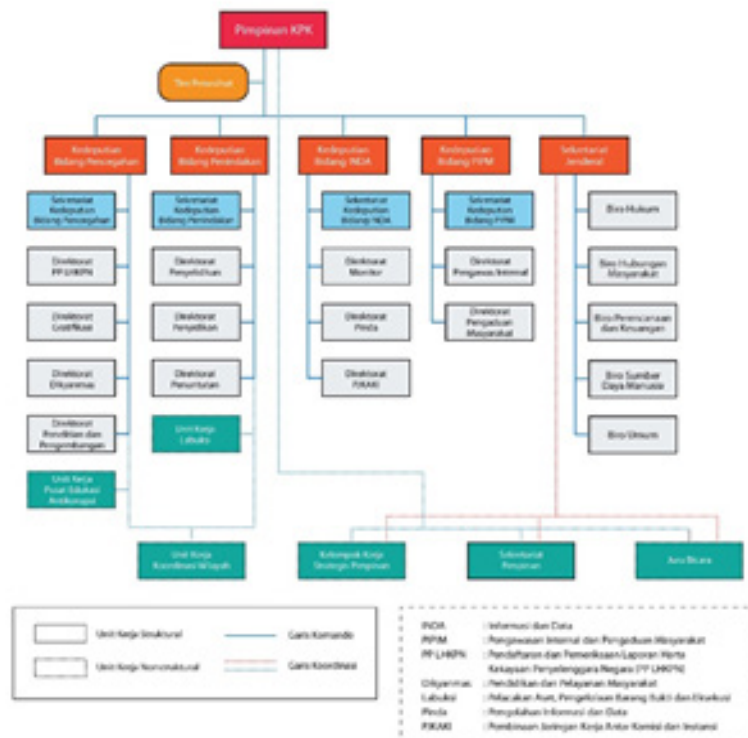 Pimpinan KPK
Tim Penasihat
Kedeputian
Bidang Pencegahan
Kedeputian
Bidang Penindakan
Kedeputian
Bidang INDA
Kedeputian
Bidang PIPM
Sekretariat
Jenderal
Sekretariat
Kedeputian
Bidang Pencegahan
Sekretariat
Kedeputian
Bidang Penindakan
Sekretariat
Kedeputian
Bidang INDA
Sekretariat
Kedeputian
Bidang PIPM
Biro Hukum
Direktorat
PP LHKPN
Direktorat
Penyelidikan
Direktorat
Monitor
Direktorat
Pengawas Internal
Biro Hubungan
Masyarakat
Direktorat
Gratifikasi
Direktorat
Penyidikan
Direktorat
Pinda
Direktorat
Pengaduan
Masyarakat
Biro Perencanaan
dan Keuangan
Direktorat
Dikyanmas
Direktorat
Penuntutan
Direktorat
PJKAKI
Biro Sumber
Daya Manusia
Direktorat
Penelitian dan
Pengembangan
Unit Kerja
Labuksi
Biro Umum
Unit Kerja
Pusat Edukasi
Antikorupsi
Unit Kerja
Koordinasi Wilayah
Kelompok Kerja
Strategis Pimpinan
Sekretariat
Pimpinan
Juru Bicara
Unit Kerja Struktural
Garis Komando
Unit Kerja Nonstruktural
Garis Koordinasi
INDA : Informasi dan Data
PIPM : Pengawasan Internal dan Pengaduan Masyarakat
PP LHKPN : Pendaftaran dan Pemeriksaan Laporan Harta
Kekayaan Penyelenggara Negara (PP LHKPN)
Dikyanmas : Pendidikan dan Pelayanan Masyarakat
Labuksi : Pelacakan Aset, Pengelolaan Barang Bukti dan Eksekusi
Pinda : Pengolahan Informasi dan Data
PJKAKI : Pembinaan Jaringan Kerja Antar Komisi dan Instansi